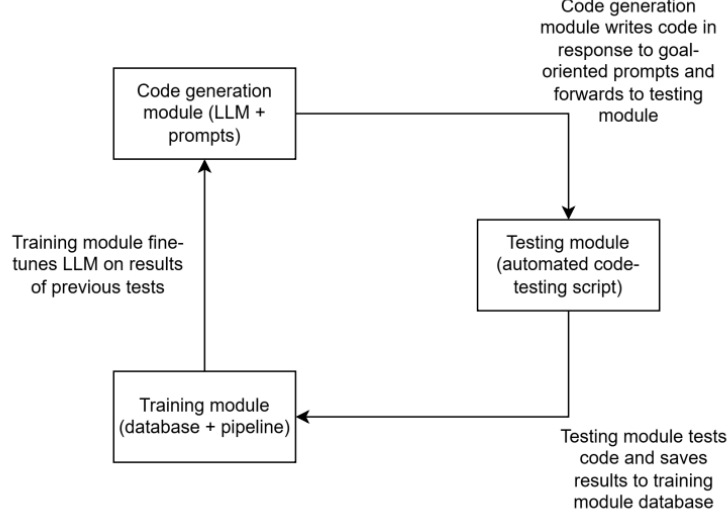 Code generation
module writes code in
response to goal-
oriented prompts and
forwards to testing
module
Code generation
module (LLM +
prompts)
Testing module
(automated code-
testing script)
Training module fine-
tunes LLM on results
of previous tests
Training module
(database + pipeline)
Testing module tests
code and saves
results to training
module database